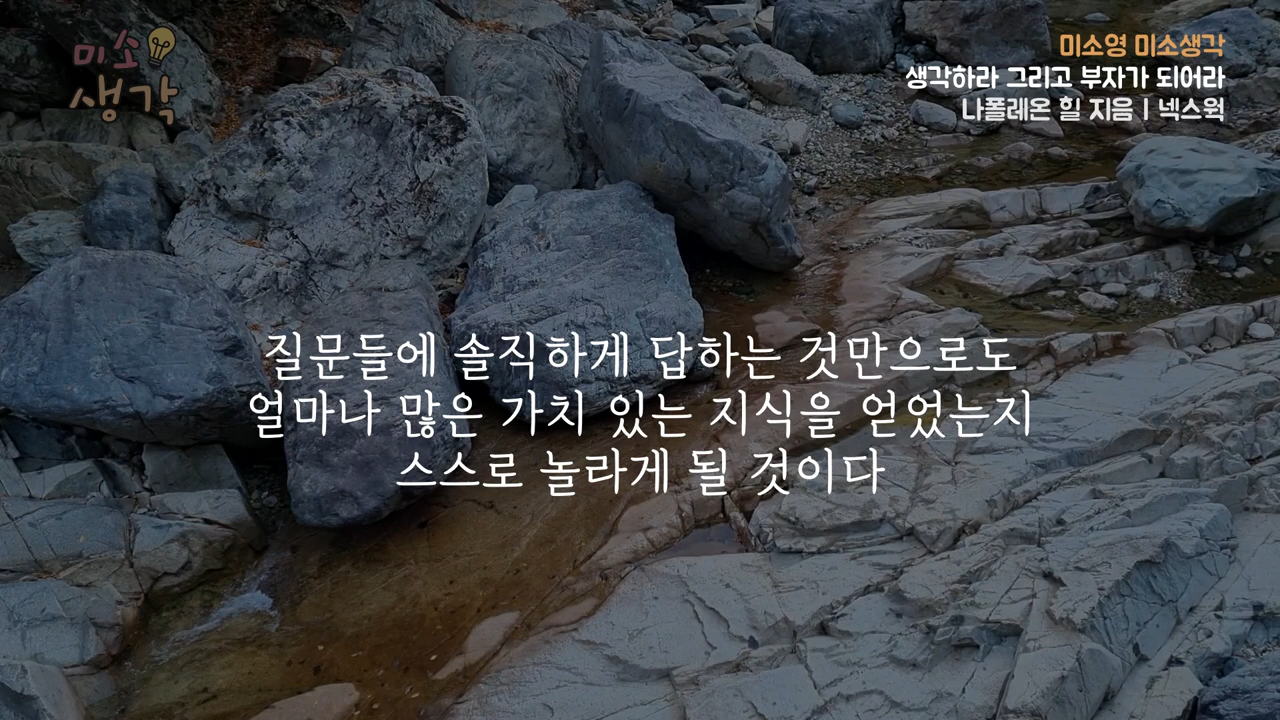 미소
생각
미소영 미소생각
생각하라 그리고 부자가 되어라
나폴레온 힐 지음 | 넥스웍
질문들에 솔직하게 답하는 것만으로도
얼마나 많은 가치 있는 지식을 얻었는지
스스로 놀라게 될 것이다